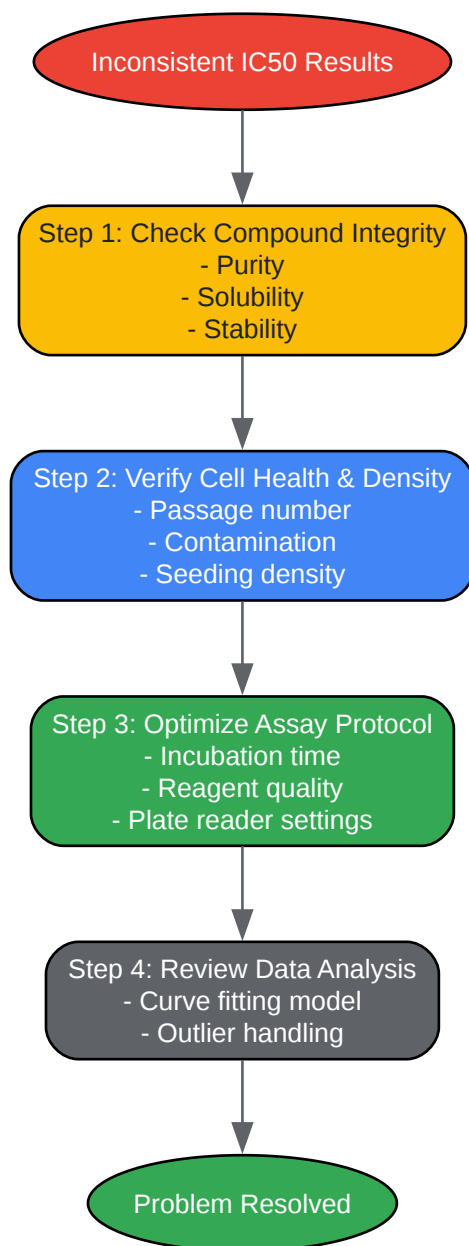 Inconsistent IC50 Results
Step 1: Check Compound Integrity
- Purity
- Solubility
- Stability
Step 2: Verify Cell Health & Density
- Passage number
- Contamination
- Seeding density
Step 3: Optimize Assay Protocol
- Incubation time
- Reagent quality
- Plate reader settings
Step 4: Review Data Analysis
- Curve fitting model
- Outlier handling
Problem Resolved